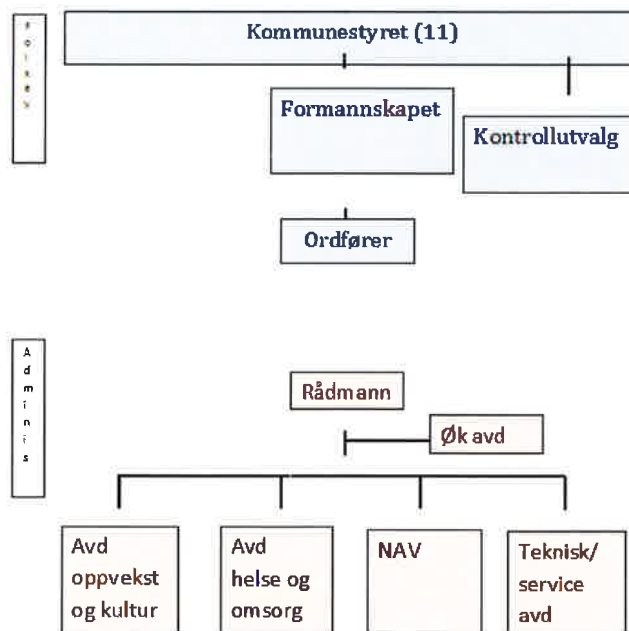 Kommunestyret (11)
Formannskapet
Kontrollutvalg
Ordfører
A
d
m
i
n
i
s
Rådmann
Øk avd
Avd
oppvekst
og kultur
Avd
helse og
omsorg
NAV
Teknisk/
service
avd